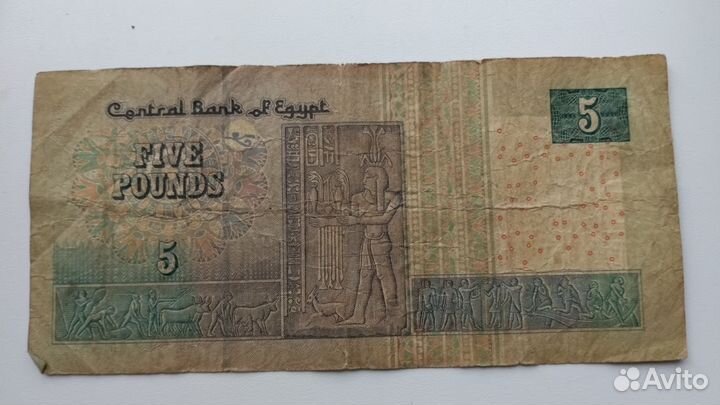 Central Bank of Egypt
5
FIVE
POUNDS
5
Avito